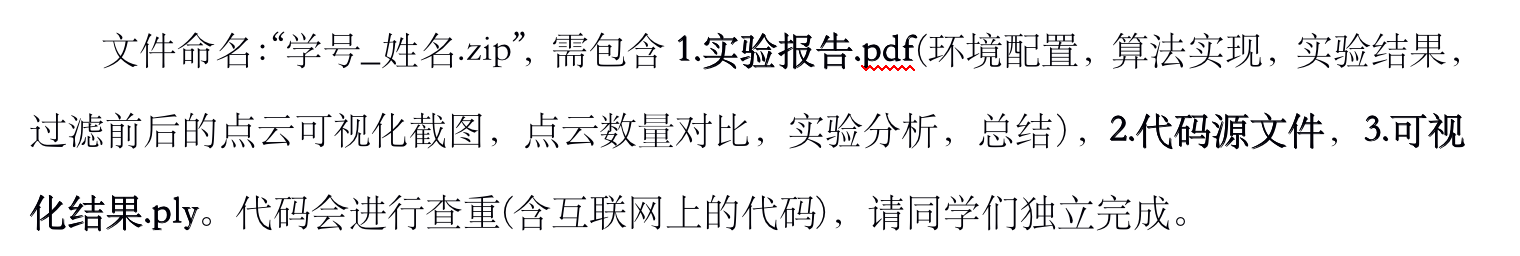 文件命名：“学号_姓名.zip”，需包含 1.实验报告.pdf(环境配置，算法实现，实验结果，
过滤前后的点云可视化截图，点云数量对比，实验分析，总结)，2.代码源文件，3.可视
化结果.ply。代码会进行查重(含互联网上的代码)，请同学们独立完成。